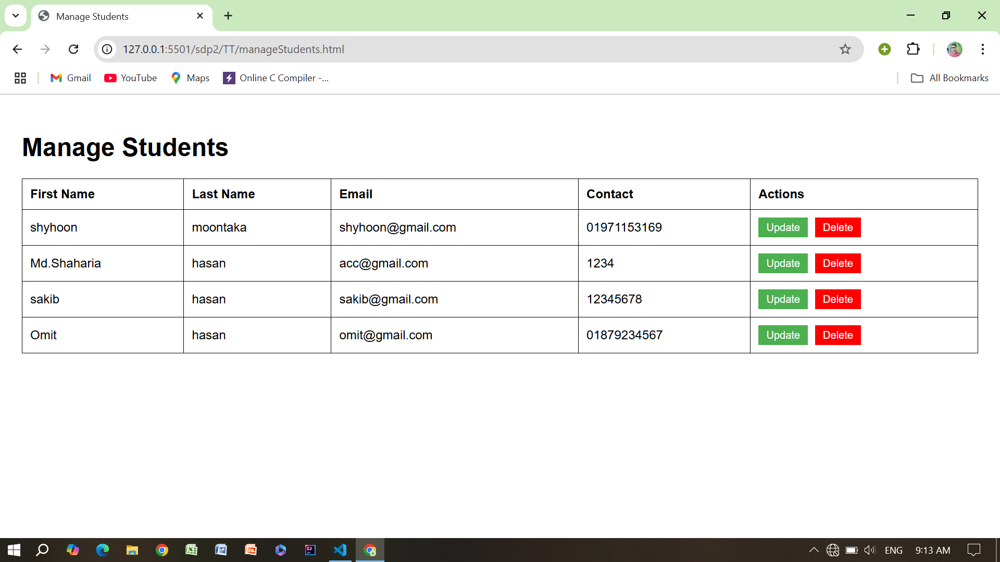 Manage Students
127.0.0.1:5501/sdp2/TT/manageStudents.html
Gmail YouTube Maps Online C Compiler -... All Bookmarks
Manage Students
First Name Last Name Email Contact Actions
shyhoon moontaka shyhoon@gmail.com 01971153169 Update Delete
Md.Shaharia hasan acc@gmail.com 1234 Update Delete
sakib hasan sakib@gmail.com 12345678 Update Delete
Omit hasan omit@gmail.com 01879234567 Update Delete
ENG 9:13 AM